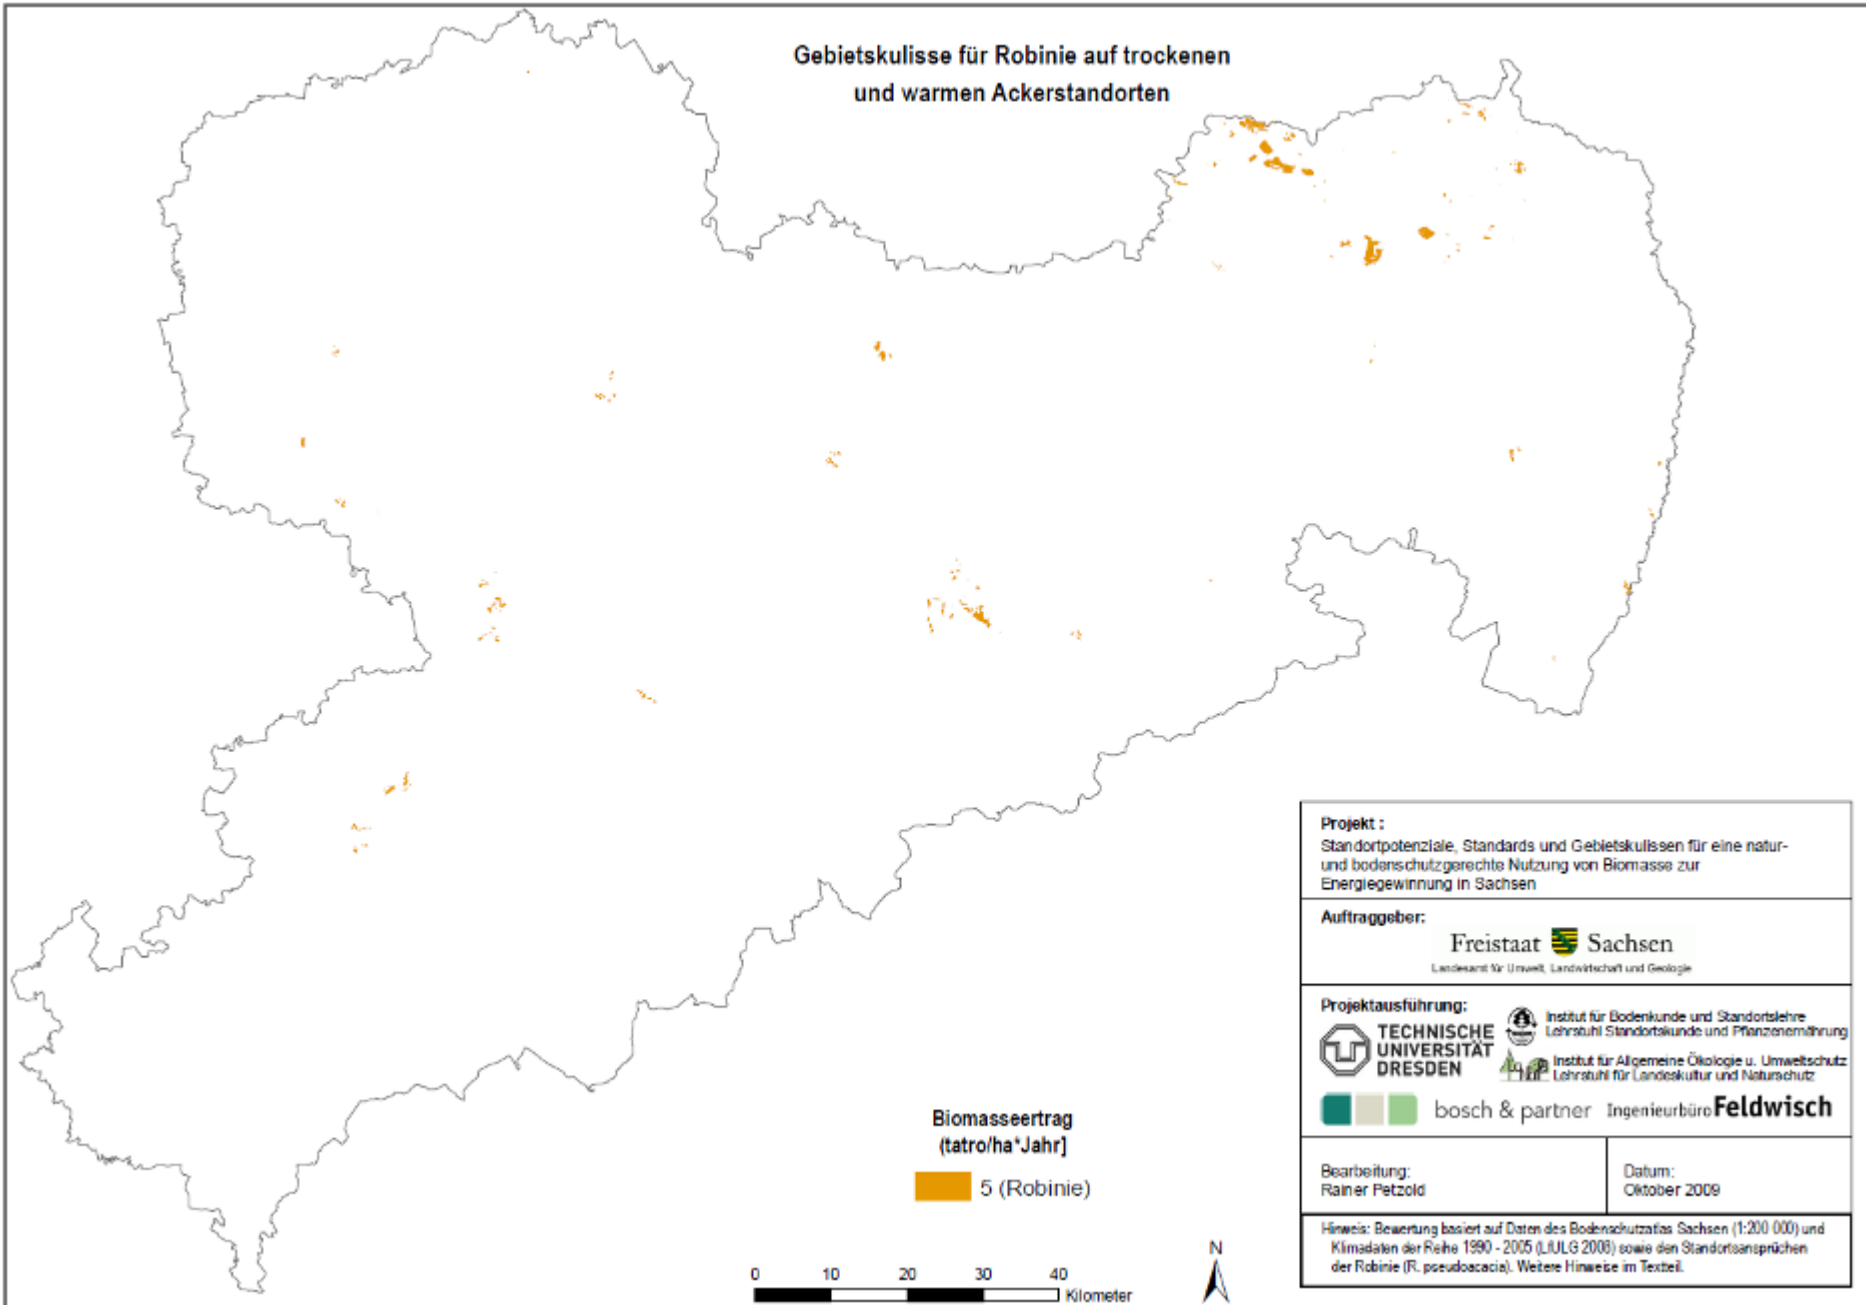 Gebietskulisse für Robinie auf trockenen
und warmen Ackerstandorten
Projekt :
Standortpotenziale, Standards und Gebietskulissen für eine natur-
und bodenschutzgerechte Nutzung von Biomasse zur
Energiegewinnung in Sachsen
Auftraggeber:
Freistaat Sachsen
Landesamt für Umwelt, Landwirtschaft und Geologie
Projektausführung:
TECHNISCHE
UNIVERSITÄT
DRESDEN
Institut für Bodenkunde und Standortslehre
Lehrstuhl Standortskunde und Pflanzenernährung
Institut für Allgemeine Ökologie u. Umweltschutz
Lehrstuhl für Landeskultur und Naturschutz
bosch & partner Ingenieurbüro Feldwisch
Biomasseertrag
(tatro/ha*Jahr]
5 (Robinie)
Bearbeitung:
Rainer Petzold
Datum:
Oktober 2009
Hinweis: Bewertung basiert auf Daten des Bodenschutzatlas Sachsen (1:200 000) und
Klimadaten der Reihe 1990 - 2005 (LfULG 2008) sowie den Standortsansprüchen
der Robinie (R. pseudoacacia). Weitere Hinweise im Textteil.
N
0 10 20 30 40
Kilometer